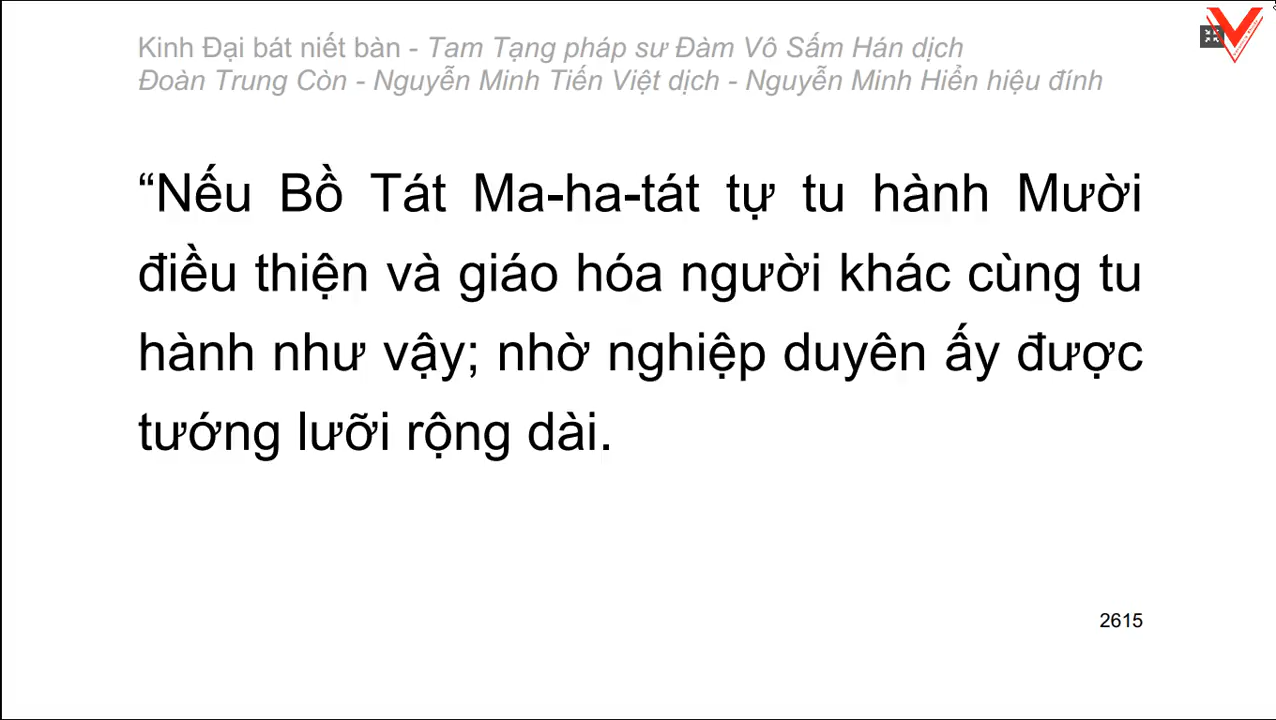 Kinh Đại bát niết bàn - Tam Tạng pháp sư Đàm Vô Sấm Hán dịch
Đoàn Trung Còn - Nguyễn Minh Tiến Việt dịch - Nguyễn Minh Hiển hiệu đính
“Nếu Bồ Tát Ma-ha-tát tự tu hành Mười
điều thiện và giáo hóa người khác cùng tu
hành như vậy; nhờ nghiệp duyên ấy được
tướng lưỡi rộng dài.
2615